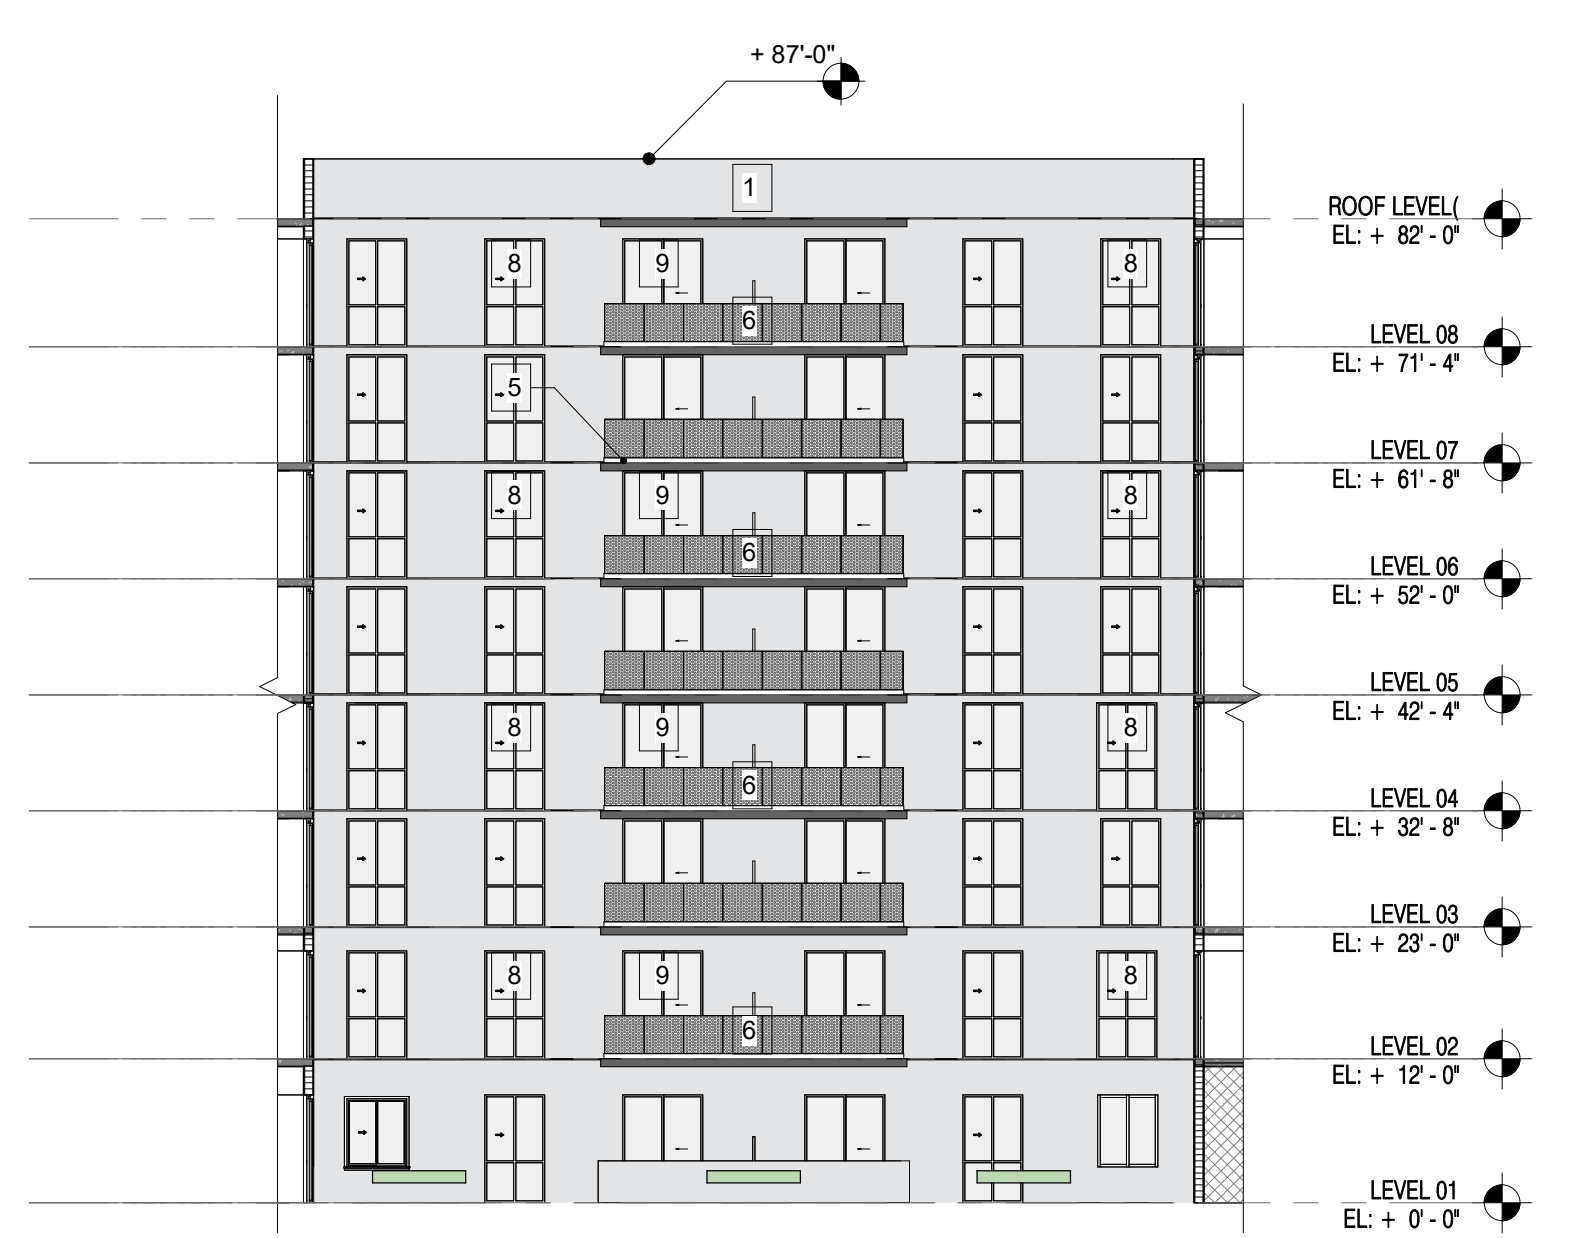 + 87'-0"
1
ROOF LEVEL(
EL: + 82' - 0"
8
9
8
6
LEVEL 08
EL: + 71' - 4"
5
LEVEL 07
EL: + 61' - 8"
8
9
8
6
LEVEL 06
EL: + 52' - 0"
LEVEL 05
EL: + 42' - 4"
8
9
8
6
LEVEL 04
EL: + 32' - 8"
LEVEL 03
EL: + 23' - 0"
8
9
8
6
LEVEL 02
EL: + 12' - 0"
LEVEL 01
EL: + 0' - 0"